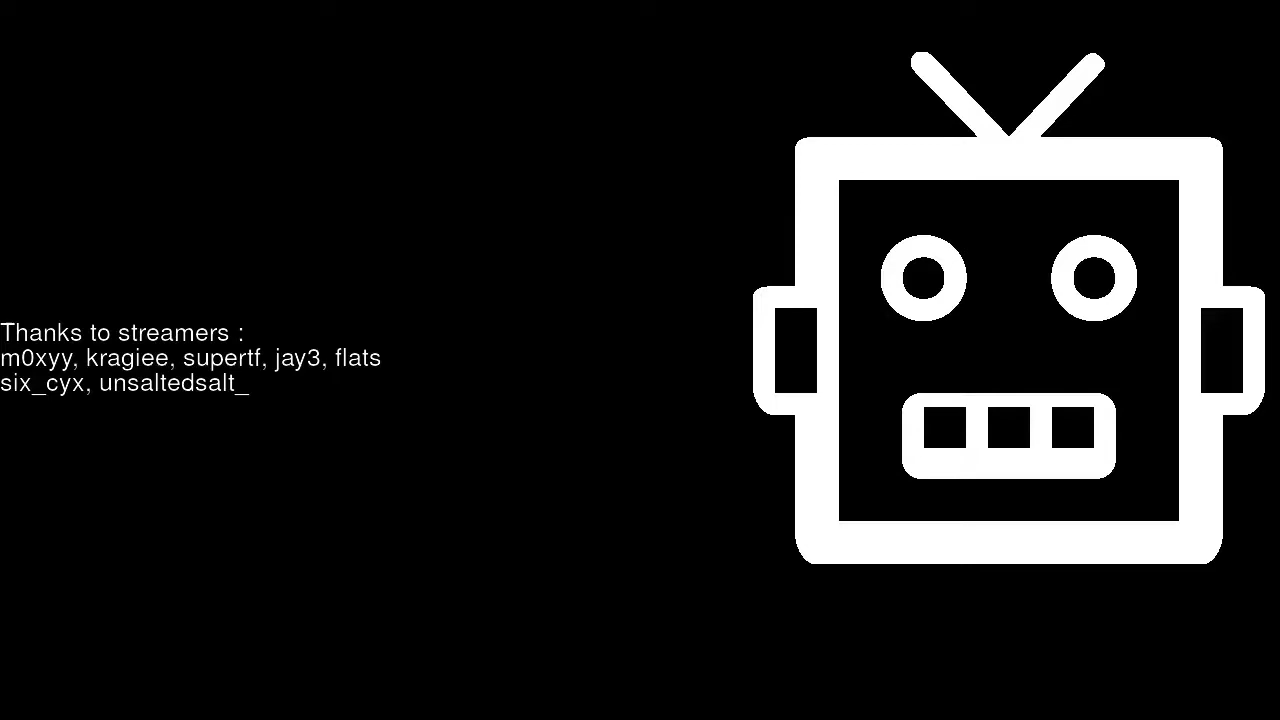 Thanks to streamers :
m0xyy, kragiee, supertf, jay3, flats
six_cyx, unsaltedsalt_